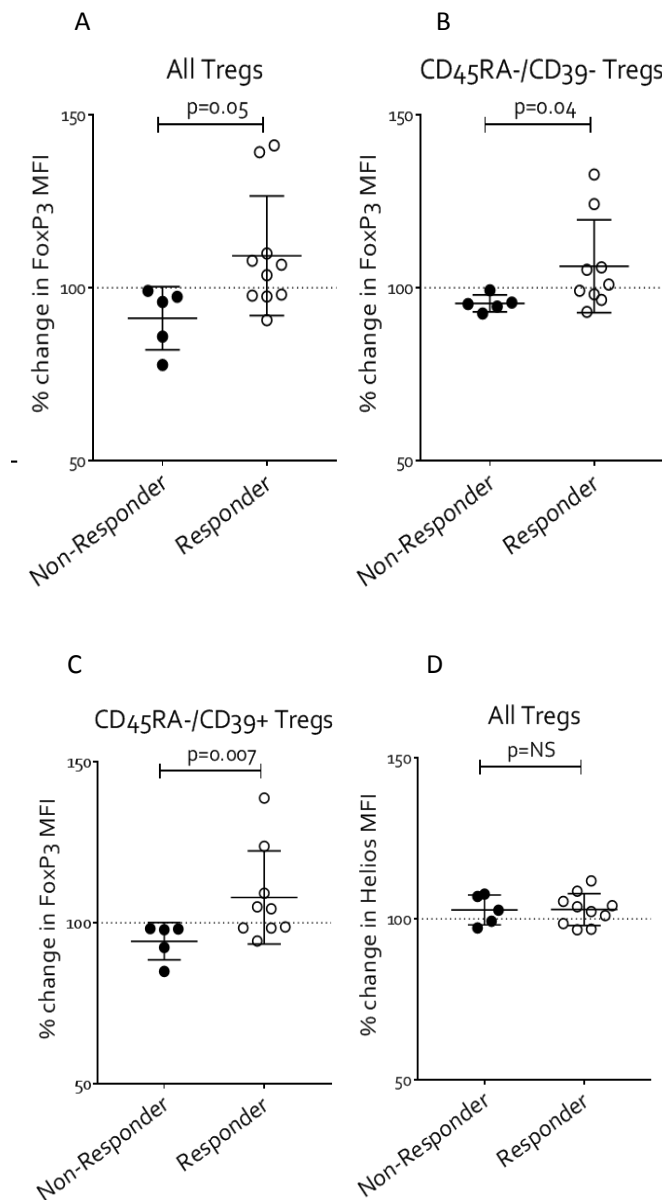 A
All Tregs
p=0.05
% change in FoxP3 MFI
150
100
50
Non-Responder
Responder
B
CD45RA-/CD39- Tregs
p=0.04
% change in FoxP3 MFI
150
100
50
Non-Responder
Responder
-
C
CD45RA-/CD39+ Tregs
p=0.007
% change in FoxP3 MFI
150
100
50
Non-Responder
Responder
D
All Tregs
p=NS
% change in Helios MFI
150
100
50
Non-Responder
Responder